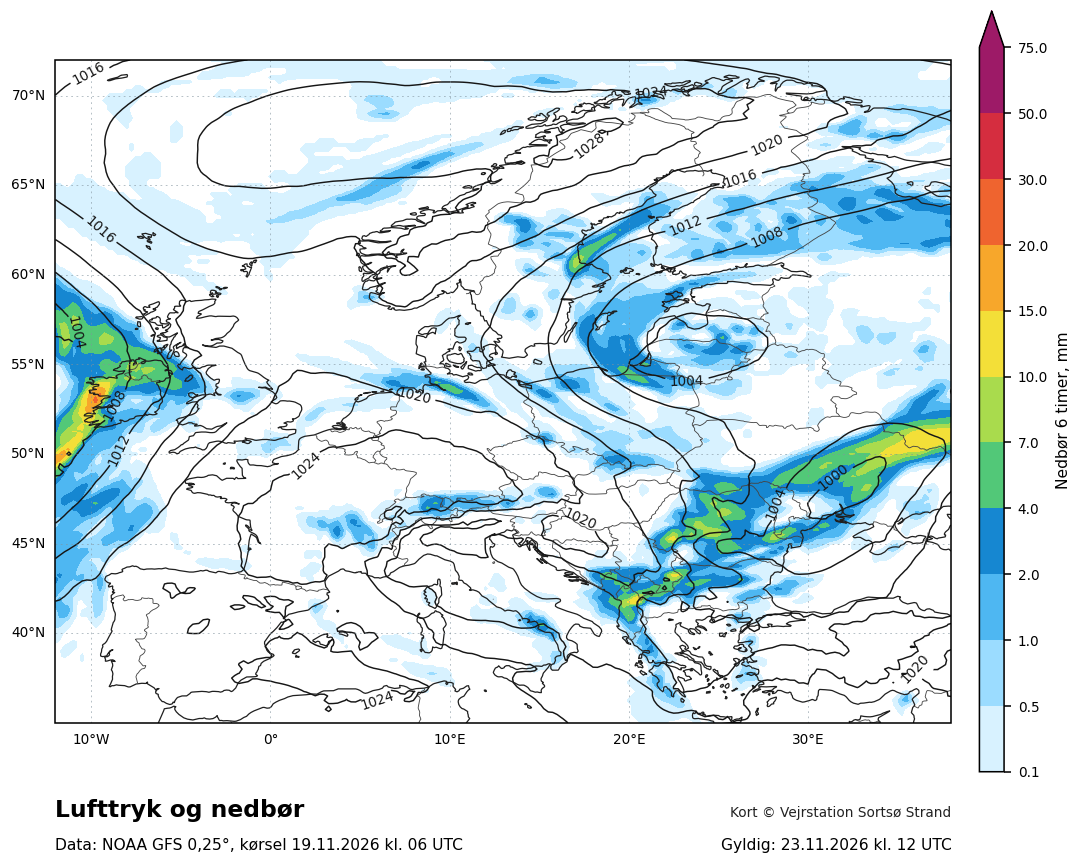 75.0
50.0
30.0
20.0
15.0
10.0
7.0
4.0
2.0
1.0
0.5
0.1
Nedbør 6 timer, mm
70°N
65°N
60°N
55°N
50°N
45°N
40°N
10°W
0°
10°E
20°E
30°E
1016
1024
1028
1020
1016
1016
1012
1008
1004
1008
1004
1020
1012
1024
1000
1004
1020
1024
1020
Lufttryk og nedbør
Kort © Vejrstation Sortsø Strand
Data: NOAA GFS 0,25°, kørsel 19.11.2026 kl. 06 UTC
Gyldig: 23.11.2026 kl. 12 UTC